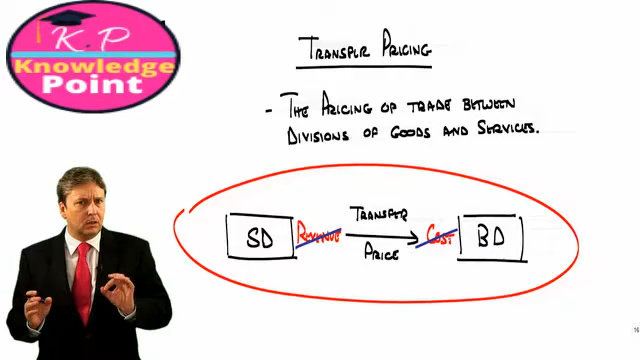 K.P
Knowledge
Point
TRANSFER PRICING
- THE PRICING OF TRADE BETWEEN
DIVISIONS OF GOODS AND SERVICES.
SD REVENUE TRANSFER PRICE COST BD
16